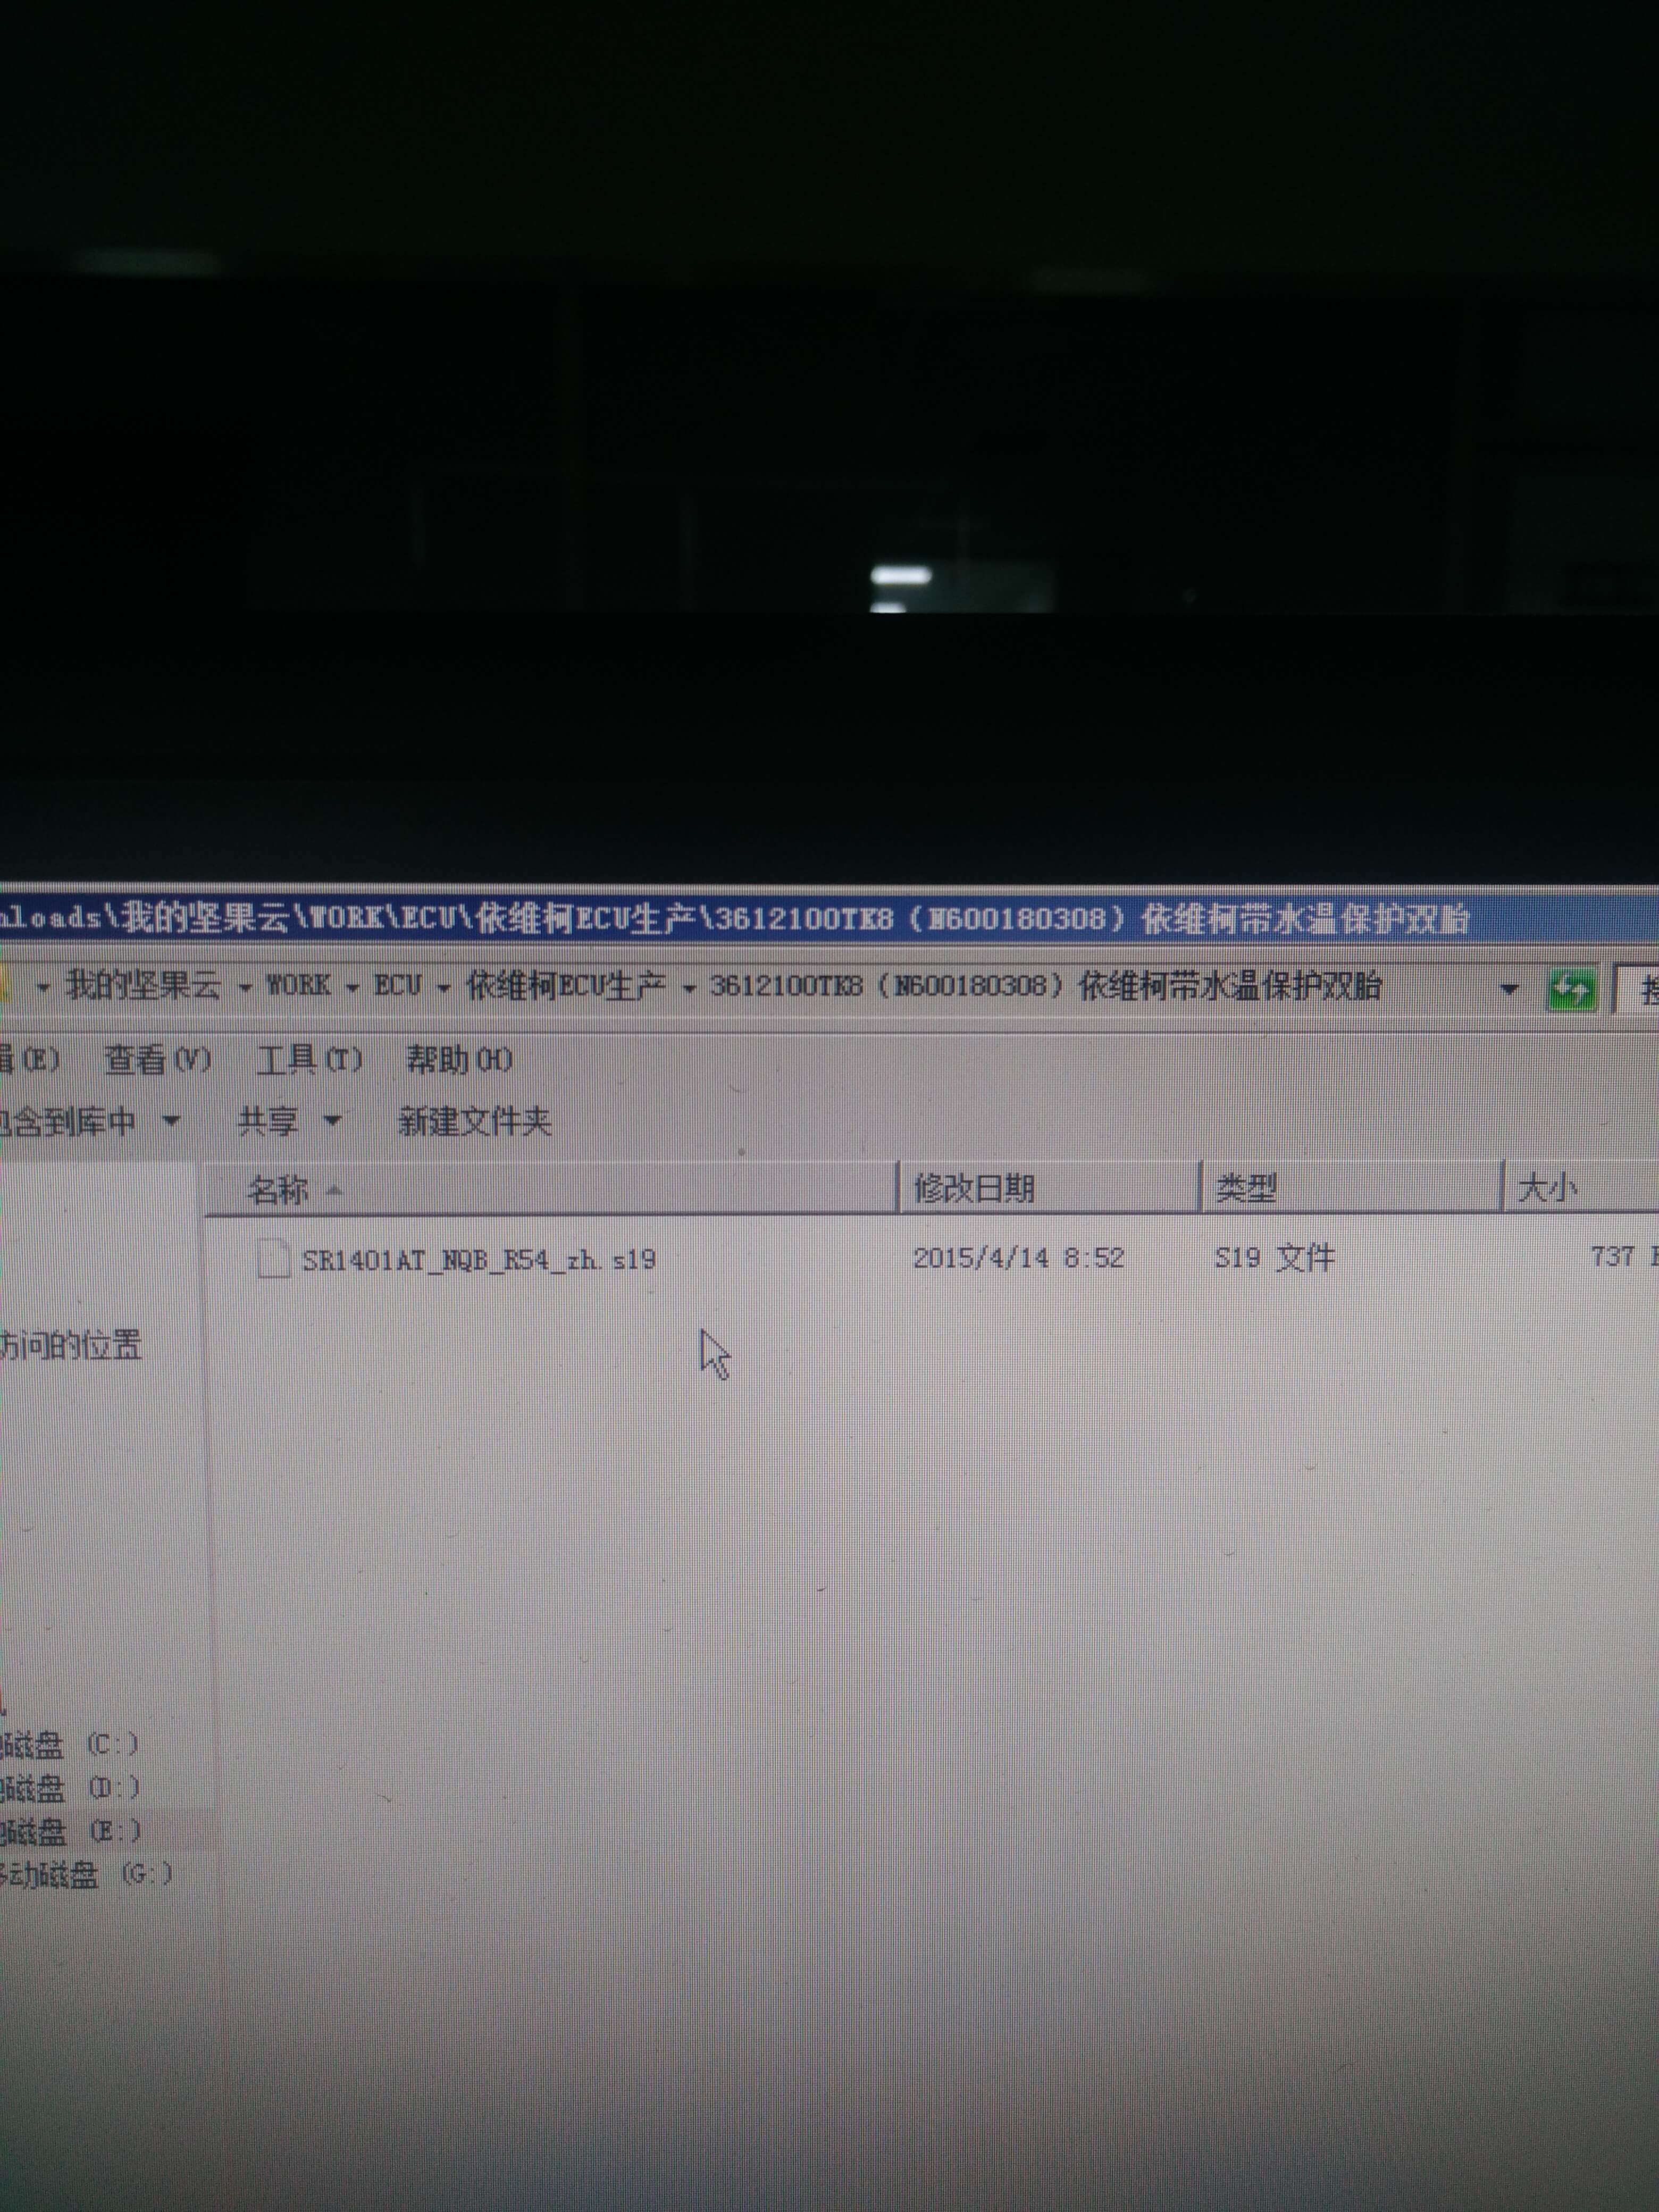 nloads\我的坚果云\WORK\ECU\依维柯ECU生产\3612100TK8（N600180308）依维柯带水温保护双胎
我的坚果云 WORK ECU 依维柯ECU生产 3612100TK8（N600180308）依维柯带水温保护双胎
辑(E) 查看(V) 工具(T) 帮助(H)
包含到库中 共享 新建文件夹
名称 修改日期 类型 大小
SR1401AT_NQB_R54_zh.s19 2015/4/14 8:52 S19 文件 737
访问的位置
磁盘 (C:)
磁盘 (D:)
磁盘 (E:)
移动磁盘 (G:)